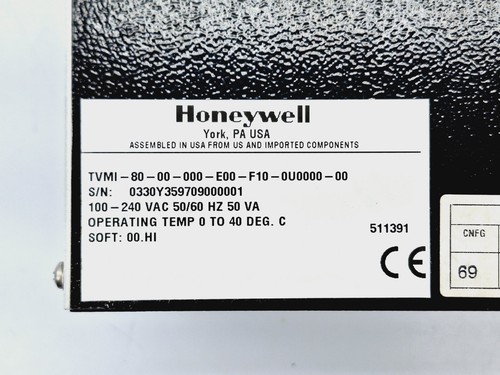 Honeywell
York, PA USA
ASSEMBLED IN USA FROM US AND IMPORTED COMPONENTS
TVMI-80-00-000-E00-F10-0U0000-00
S/N: 0330Y359709000001
100-240 VAC 50/60 HZ 50 VA
OPERATING TEMP 0 TO 40 DEG. C
SOFT: 00.HI
511391
CE
CNFG
69